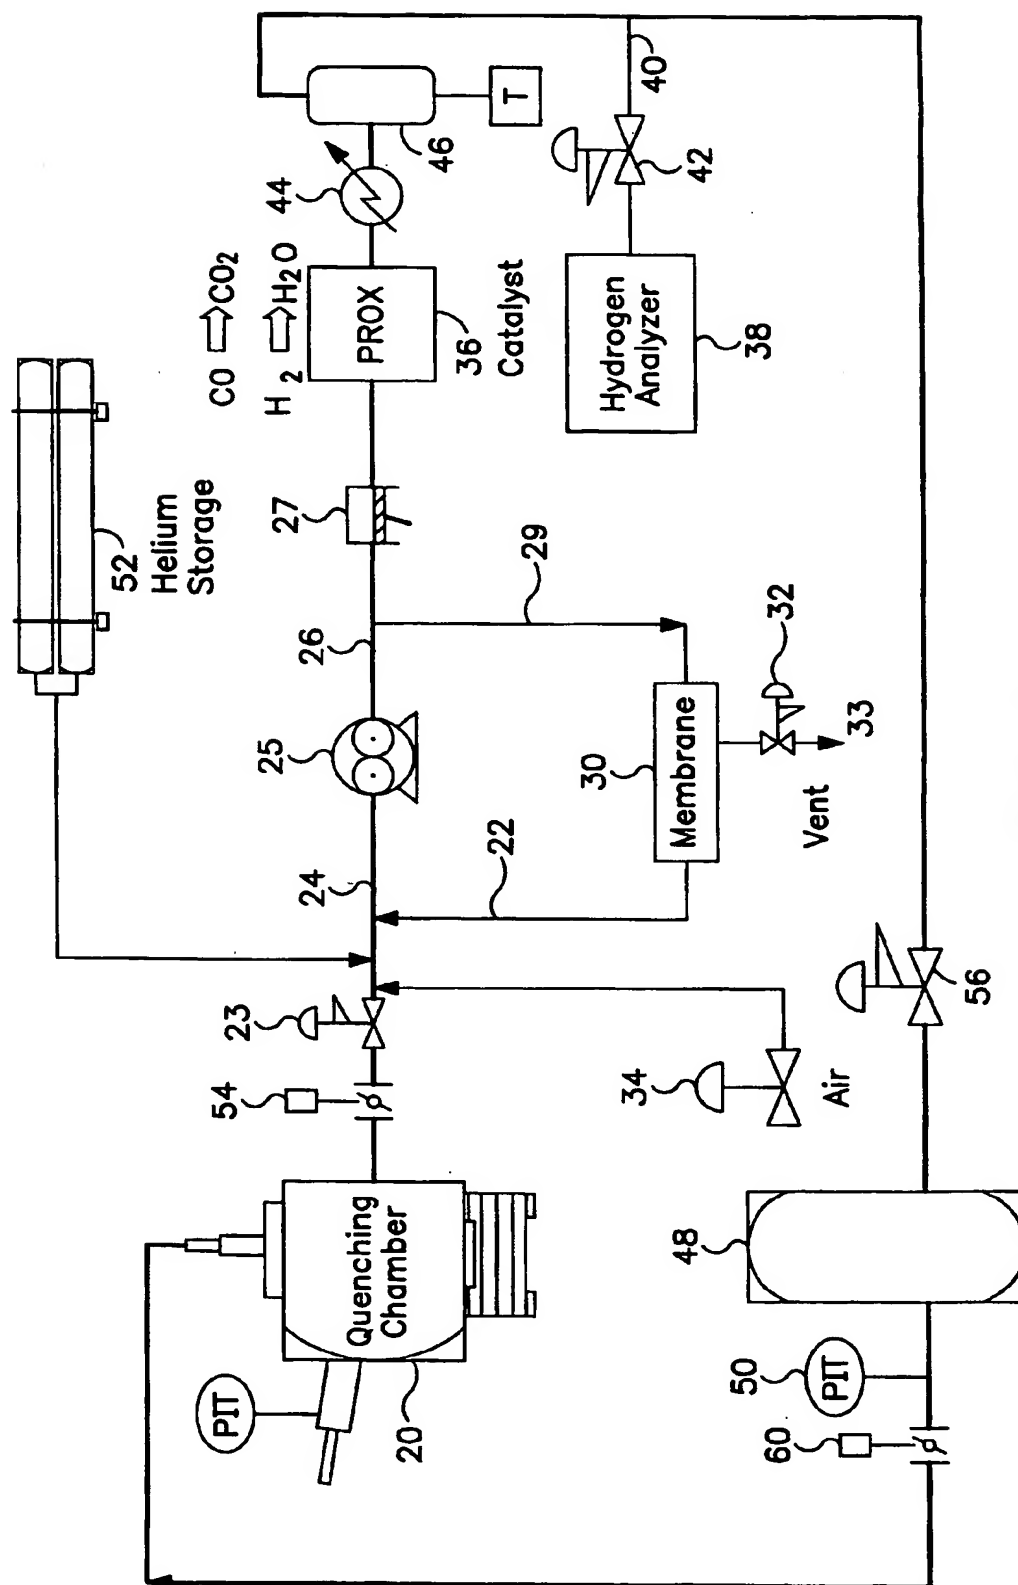 52
Helium
Storage
CO ⇨ CO2
H2 ⇨ H2O
PIT
20
Quenching
Chamber
54
23
24
25
26
27
PROX
36
Catalyst
44
46
T
22
29
30
Membrane
32
33
Vent
34
Air
Hydrogen
Analyzer
38
40
42
60
50
PIT
48
56